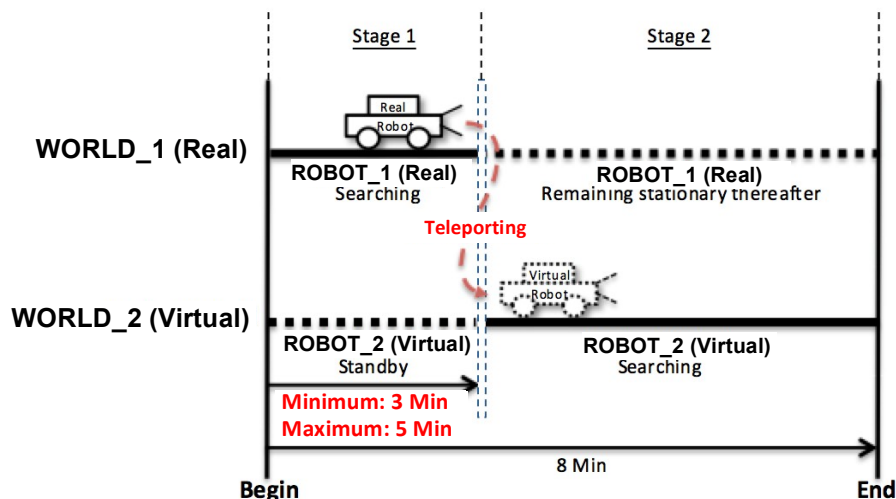 Stage 1
Stage 2
Real
Robot
WORLD_1 (Real)
ROBOT_1 (Real)
Searching
ROBOT_1 (Real)
Remaining stationary thereafter
Teleporting
Virtual
Robot
WORLD_2 (Virtual)
ROBOT_2 (Virtual)
Standby
ROBOT_2 (Virtual)
Searching
Minimum: 3 Min
Maximum: 5 Min
8 Min
Begin
End